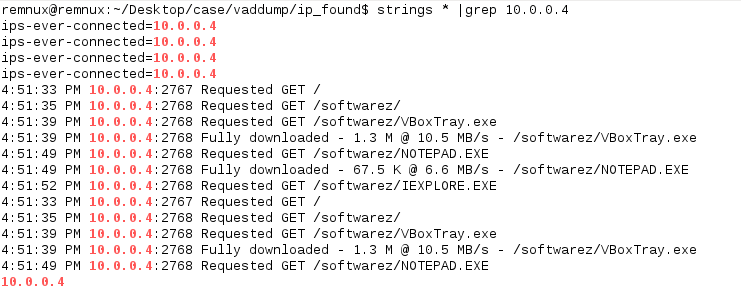 remnux@remnux:~/Desktop/case/vaddump/ip_found$ strings * |grep 10.0.0.4
ips-ever-connected=10.0.0.4
ips-ever-connected=10.0.0.4
ips-ever-connected=10.0.0.4
ips-ever-connected=10.0.0.4
4:51:33 PM 10.0.0.4:2767 Requested GET /
4:51:35 PM 10.0.0.4:2768 Requested GET /softwarez/
4:51:39 PM 10.0.0.4:2768 Requested GET /softwarez/VBoxTray.exe
4:51:39 PM 10.0.0.4:2768 Fully downloaded - 1.3 M @ 10.5 MB/s - /softwarez/VBoxTray.exe
4:51:49 PM 10.0.0.4:2768 Requested GET /softwarez/NOTEPAD.EXE
4:51:49 PM 10.0.0.4:2768 Fully downloaded - 67.5 K @ 6.6 MB/s - /softwarez/NOTEPAD.EXE
4:51:52 PM 10.0.0.4:2768 Requested GET /softwarez/IEXPLORE.EXE
4:51:33 PM 10.0.0.4:2767 Requested GET /
4:51:35 PM 10.0.0.4:2768 Requested GET /softwarez/
4:51:39 PM 10.0.0.4:2768 Requested GET /softwarez/VBoxTray.exe
4:51:39 PM 10.0.0.4:2768 Fully downloaded - 1.3 M @ 10.5 MB/s - /softwarez/VBoxTray.exe
4:51:49 PM 10.0.0.4:2768 Requested GET /softwarez/NOTEPAD.EXE
10.0.0.4